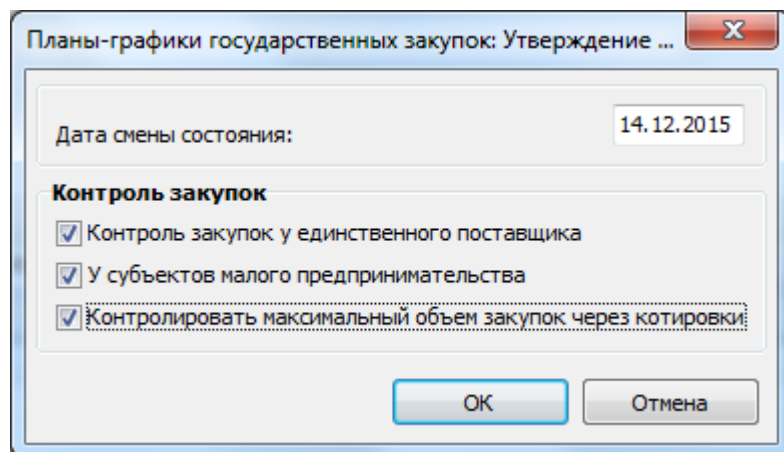 Планы-графики государственных закупок: Утверждение ...
Дата смены состояния:
14.12.2015
Контроль закупок
Контроль закупок у единственного поставщика
У субъектов малого предпринимательства
Контролировать максимальный объем закупок через котировки
ОК
Отмена